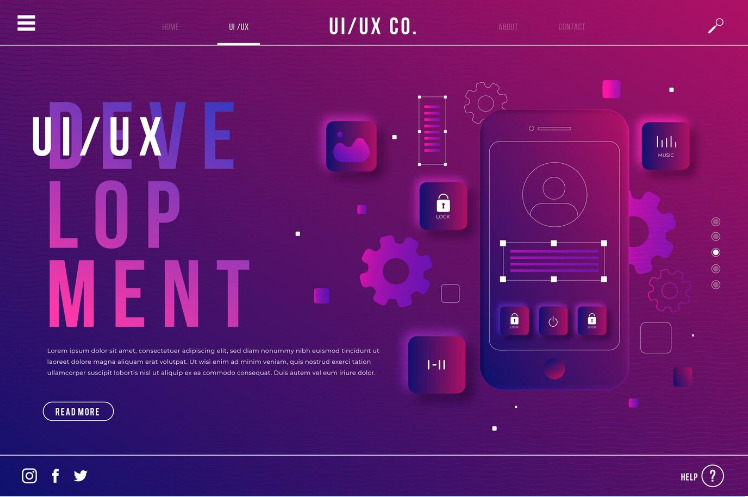 HOME
UI /UX
UI/UX CO.
ABOUT
CONTACT
UI/UX
DEVE
LOP
MENT
Lorem ipsum dolor sit amet, consectetuer adipiscing elit, sed diam nonummy nibh euismod tincidunt ut
laoreet dolore magna aliquam erat volutpat. Ut wisi enim ad minim veniam, quis nostrud exerci tation
ullamcorper suscipit lobortis nisl ut aliquip ex ea commodo consequat. Duis autem vel eum iriure dolor.
READ MORE
LOCK
MUSIC
LOCK
LOCK
HELP ?